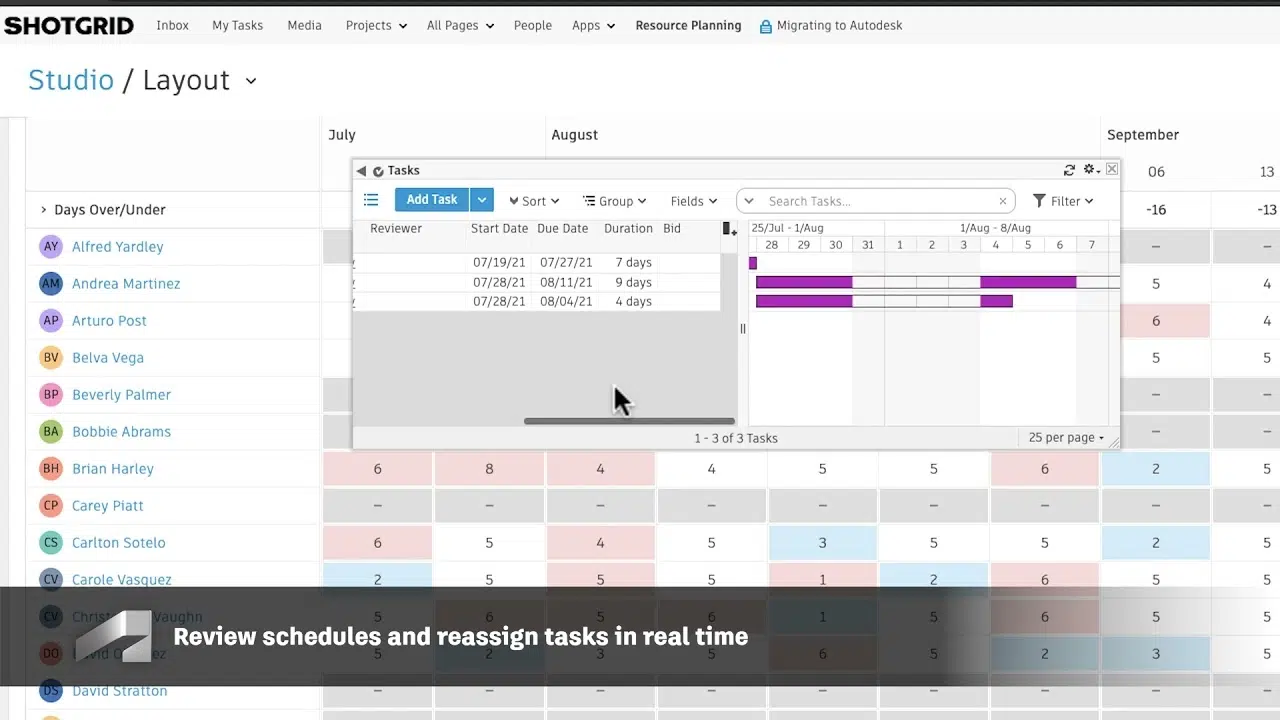 SHOTGRID Inbox My Tasks Media Projects All Pages People Apps Resource Planning Migrating to Autodesk
Studio / Layout
July August September
06 13
Days Over/Under -16 -13
Tasks
Add Task Sort Group Fields Search Tasks... Filter
Reviewer Start Date Due Date Duration Bid 25/Jul - 1/Aug 1/Aug - 8/Aug
28 29 30 31 1 2 3 4 5 6 7
07/19/21 07/27/21 7 days
07/28/21 08/11/21 9 days
07/28/21 08/04/21 4 days
1 - 3 of 3 Tasks 25 per page
AY Alfred Yardley – –
AM Andrea Martinez 5 4
AP Arturo Post 6 4
BV Belva Vega 5 5
BP Beverly Palmer – –
BA Bobbie Abrams – –
BH Brian Harley 6 8 4 4 5 5 6 2 5
CP Carey Piatt – – – – – – – – –
CS Carlton Sotelo 6 5 4 5 3 5 5 2 5
CV Carole Vasquez 2 5 5 5 1 2 6 5 5
CV Vaughn 5 6 6 6 1 5 6 5 5
DO 5 2 3 5 6 5 2 3 5
Review schedules and reassign tasks in real time
DS David Stratton – – – – – – – – –